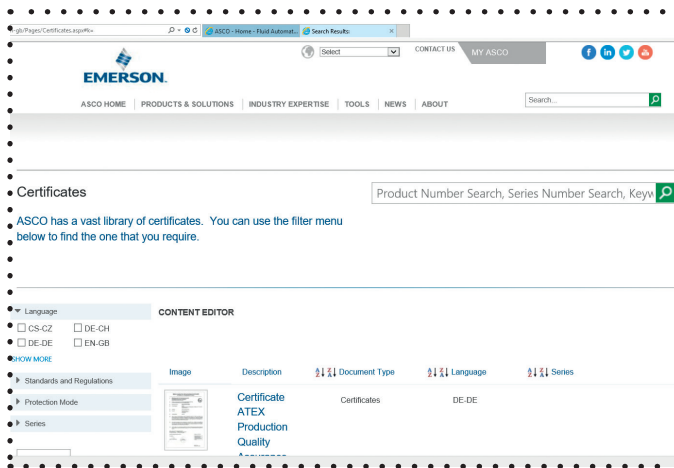 -gb/Pages/Certificates.aspx#k=
ASCO - Home - Fluid Automat...
Search Results:
Select
CONTACT US
MY ASCO
EMERSON.
ASCO HOME
PRODUCTS & SOLUTIONS
INDUSTRY EXPERTISE
TOOLS
NEWS
ABOUT
Search...
Certificates
Product Number Search, Series Number Search, Keyw
ASCO has a vast library of certificates. You can use the filter menu
below to find the one that you require.
Language
CONTENT EDITOR
CS-CZ
DE-CH
DE-DE
EN-GB
SHOW MORE
Standards and Regulations
Protection Mode
Series
Image
Description
Document Type
Language
Series
Certificate
ATEX
Production
Quality
Assurance
Certificates
DE-DE